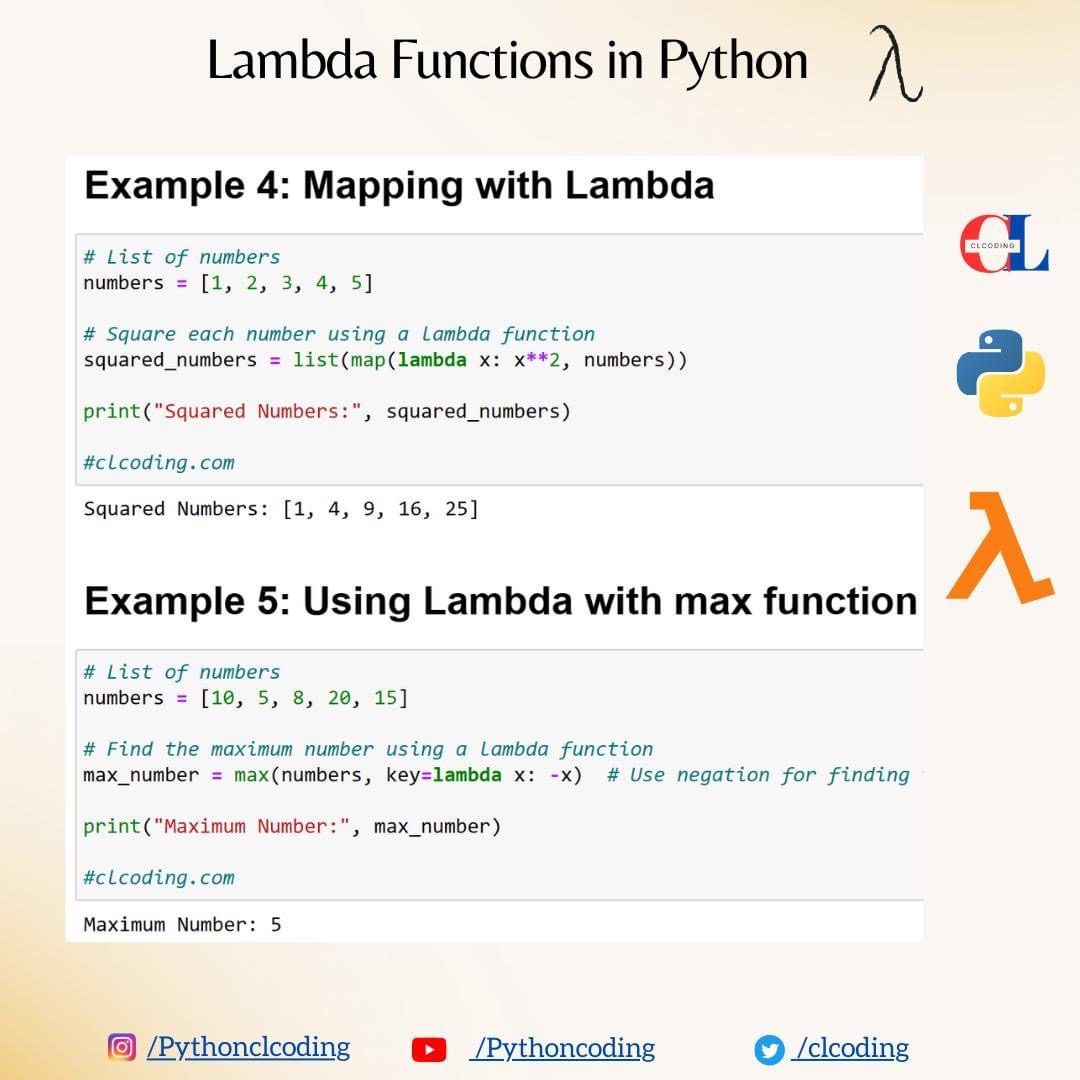 Lambda Functions in Python λ
Example 4: Mapping with Lambda
# List of numbers
numbers = [1, 2, 3, 4, 5]
# Square each number using a lambda function
squared_numbers = list(map(lambda x: x**2, numbers))
print("Squared Numbers:", squared_numbers)
#clcoding.com
Squared Numbers: [1, 4, 9, 16, 25]
Example 5: Using Lambda with max function
# List of numbers
numbers = [10, 5, 8, 20, 15]
# Find the maximum number using a lambda function
max_number = max(numbers, key=lambda x: -x)  # Use negation for finding
print("Maximum Number:", max_number)
#clcoding.com
Maximum Number: 5
CL
CLCODING
λ
/Pythonclcoding
/Pythoncoding
/clcoding